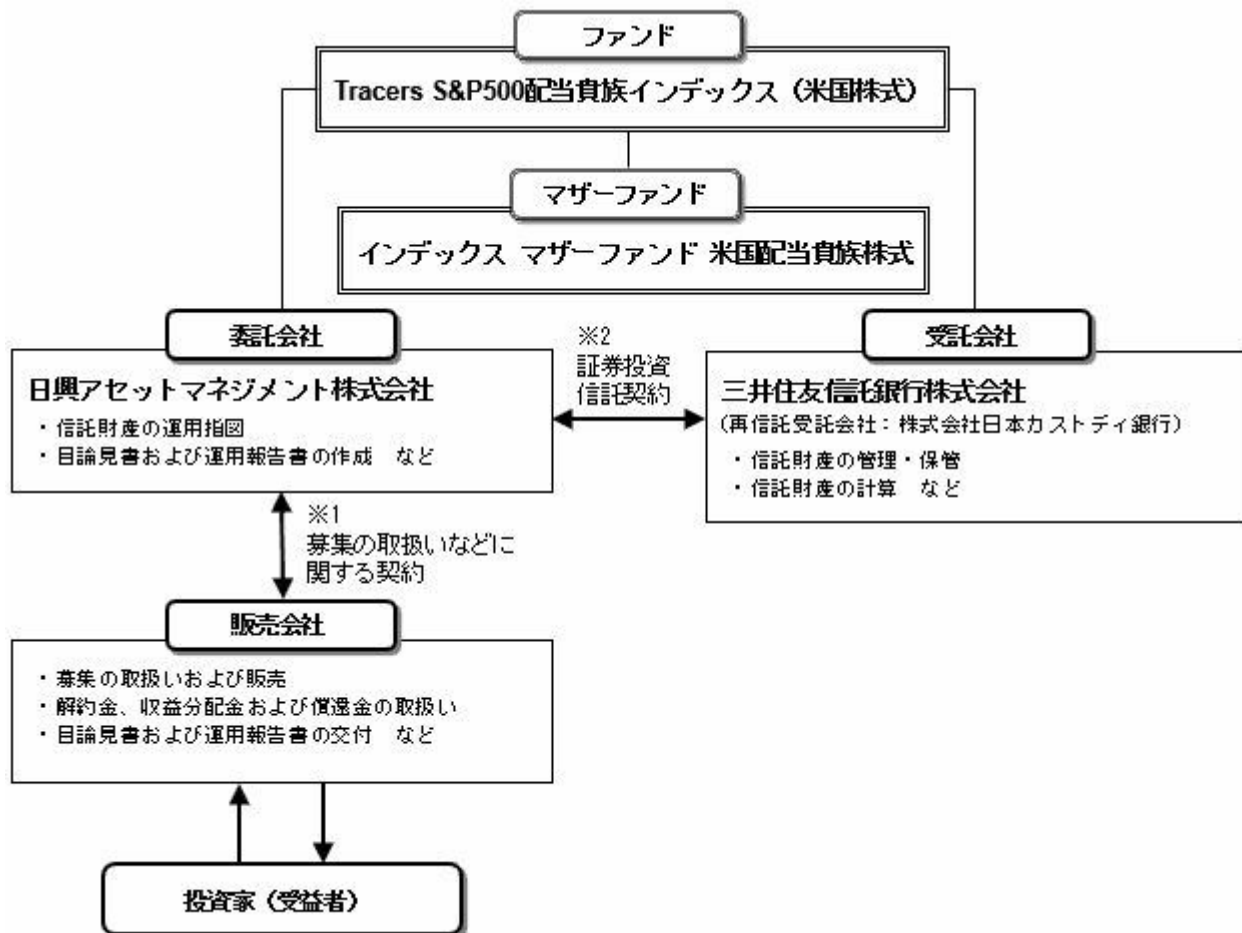 ファンド
Tracers S&P500配当貴族インデックス（米国株式）
マザーファンド
インデックス マザーファンド 米国配当貴族株式
委託会社
日興アセットマネジメント株式会社
・信託財産の運用指図
・目論見書および運用報告書の作成　など
※2
証券投資
信託契約
受託会社
三井住友信託銀行株式会社
（再信託受託会社：株式会社日本カストディ銀行）
・信託財産の管理・保管
・信託財産の計算　など
※1
募集の取扱いなどに
関する契約
販売会社
・募集の取扱いおよび販売
・解約金、収益分配金および償還金の取扱い
・目論見書および運用報告書の交付　など
投資家（受益者）